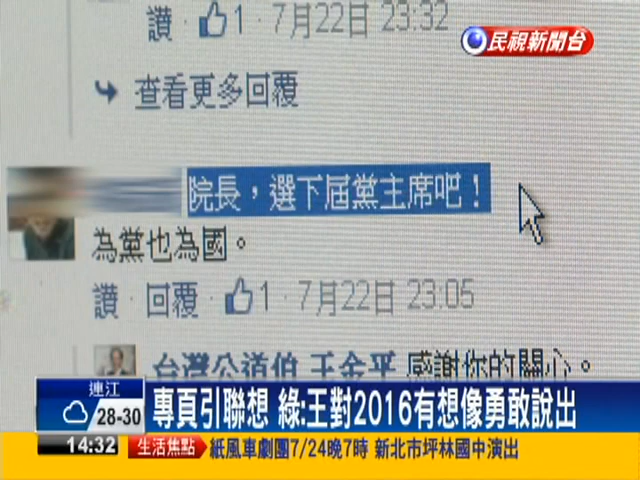 讚 · 1 · 7月22日 23:32
民視新聞台
查看更多回覆
院長，選下屆黨主席吧！
為黨也為國。
讚 · 回覆 · 1 · 7月22日 23:05
台灣公道伯 王金平 感謝你的關心。
連江
28-30
專頁引聯想 綠:王對2016有想像勇敢說出
14:32
生活焦點
紙風車劇團7/24晚7時 新北市坪林國中演出